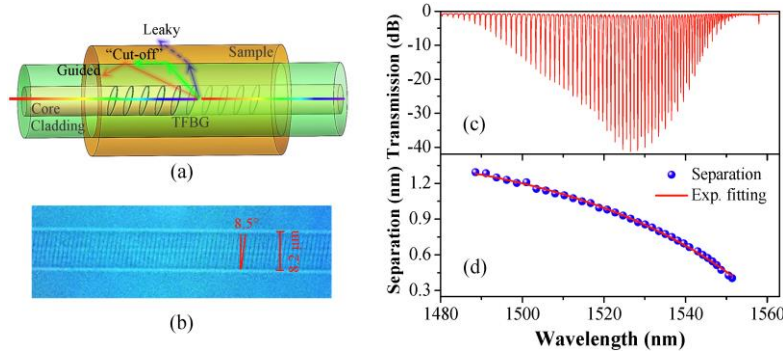 Leaky
"Cut-off"
Sample
Guided
Core
Cladding
TFBG
(a)
8.5°
8.2 μm
(b)
Transmission (dB)
0
-10
-20
-30
-40
(c)
Separation (nm)
1.2
0.9
0.6
0.3
Separation
Exp. fitting
(d)
1480 1500 1520 1540 1560
Wavelength (nm)